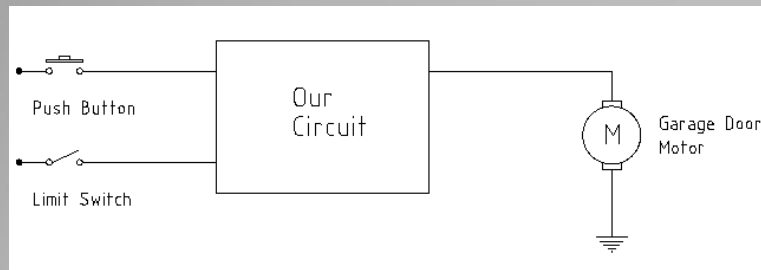 Push Button
Our
Circuit
M
Garage Door
Motor
Limit Switch